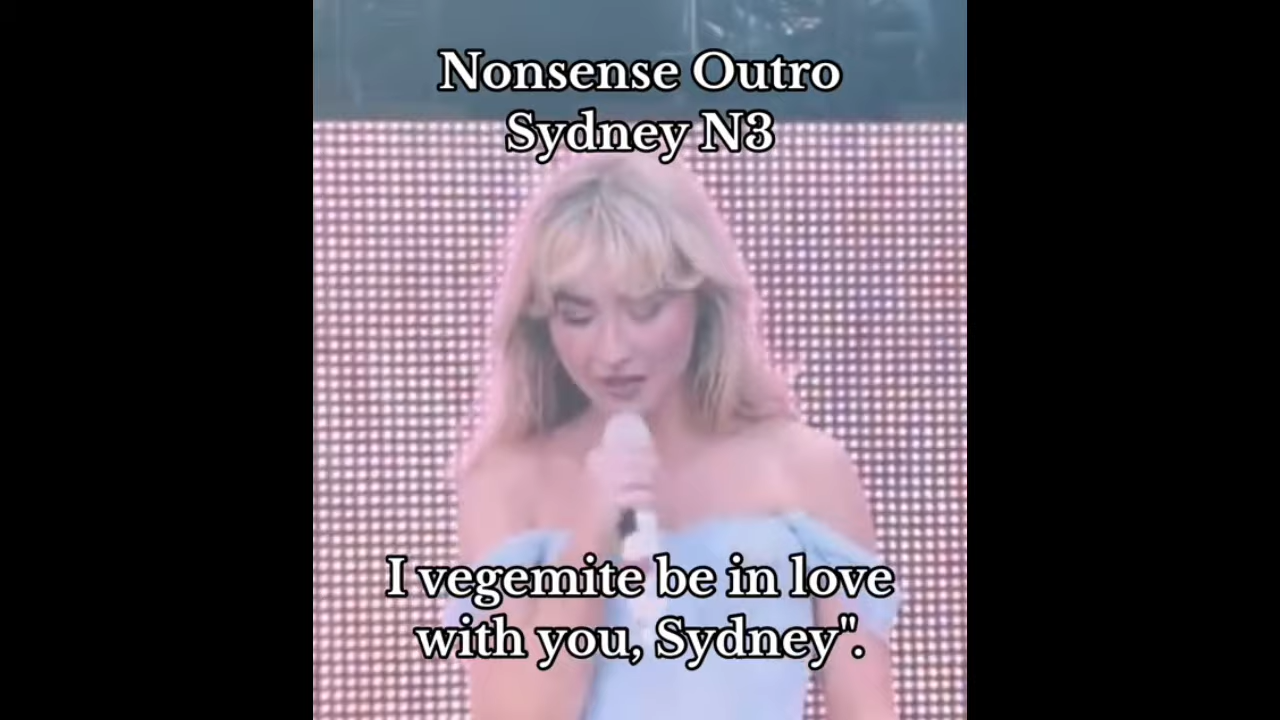 Nonsense Outro
Sydney N3
I vegemite be in love
with you, Sydney".